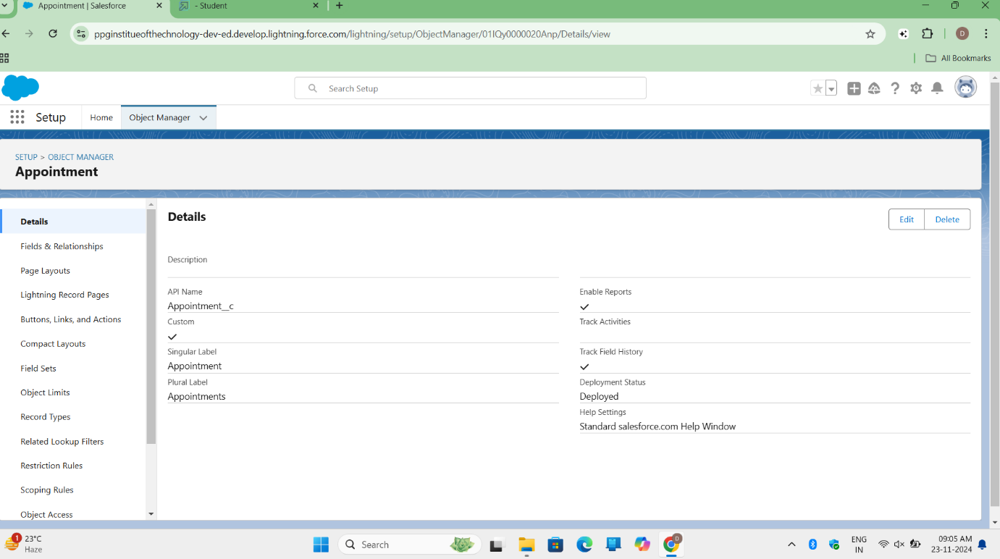 Appointment | Salesforce
- Student
ppginstitueofthechnology-dev-ed.develop.lightning.force.com/lightning/setup/ObjectManager/01IQy0000020Anp/Details/view
D
All Bookmarks
Search Setup
Setup
Home
Object Manager
SETUP > OBJECT MANAGER
Appointment
Details
Fields & Relationships
Page Layouts
Lightning Record Pages
Buttons, Links, and Actions
Compact Layouts
Field Sets
Object Limits
Record Types
Related Lookup Filters
Restriction Rules
Scoping Rules
Object Access
Details
Edit
Delete
Description
API Name
Appointment__c
Custom
Singular Label
Appointment
Plural Label
Appointments
Enable Reports
Track Activities
Track Field History
Deployment Status
Deployed
Help Settings
Standard salesforce.com Help Window
1
23°C
Haze
Search
D
ENG
IN
09:05 AM
23-11-2024